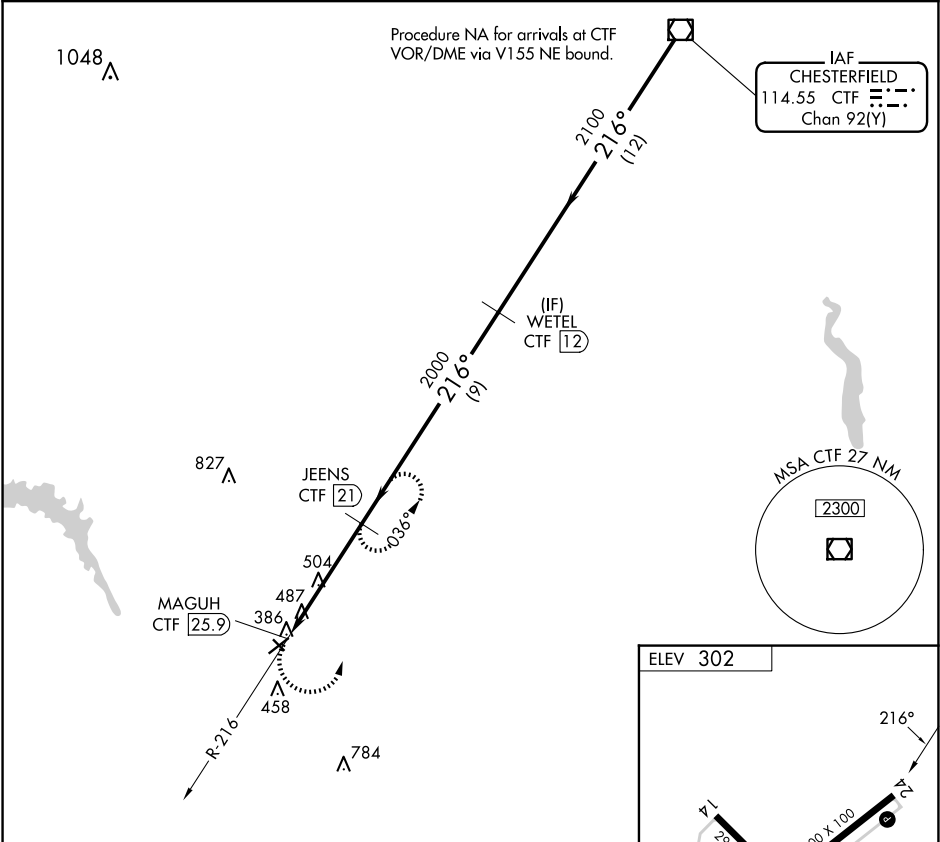 Procedure NA for arrivals at CTF
VOR/DME via V155 NE bound.
1048
IAF
CHESTERFIELD
114.55 CTF
Chan 92(Y)
2100
216°
(12)
(IF)
WETEL
CTF 12
2000
216°
(9)
827
JEENS
CTF 21
036°
MSA CTF 27 NM
2300
504
487
MAGUH
CTF 25.9
386
458
R-216
784
ELEV 302
216°
24
14
00 X 100
P